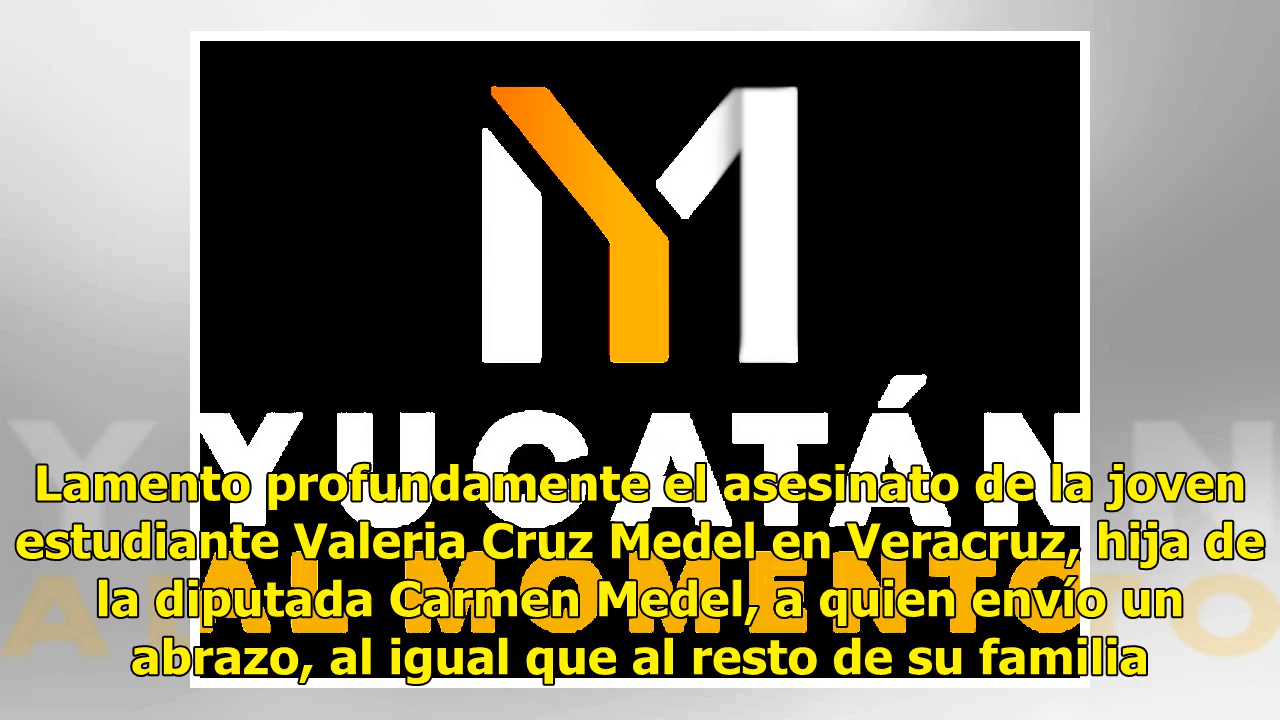 YM
YUCATÁN
AL MOMENTO
Lamento profundamente el asesinato de la joven
estudiante Valeria Cruz Medel en Veracruz, hija de
la diputada Carmen Medel, a quien envío un
abrazo, al igual que al resto de su familia